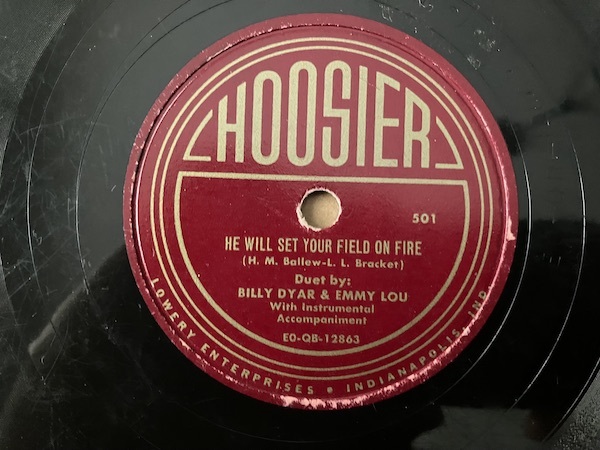 HOOSIER
501
HE WILL SET YOUR FIELD ON FIRE
(H. M. Ballew-L. L. Bracket)
Duet by:
BILLY DYAR & EMMY LOU
With Instrumental
Accompaniment
E0-QB-12863
LOWERY ENTERPRISES • INDIANAPOLIS, IND.